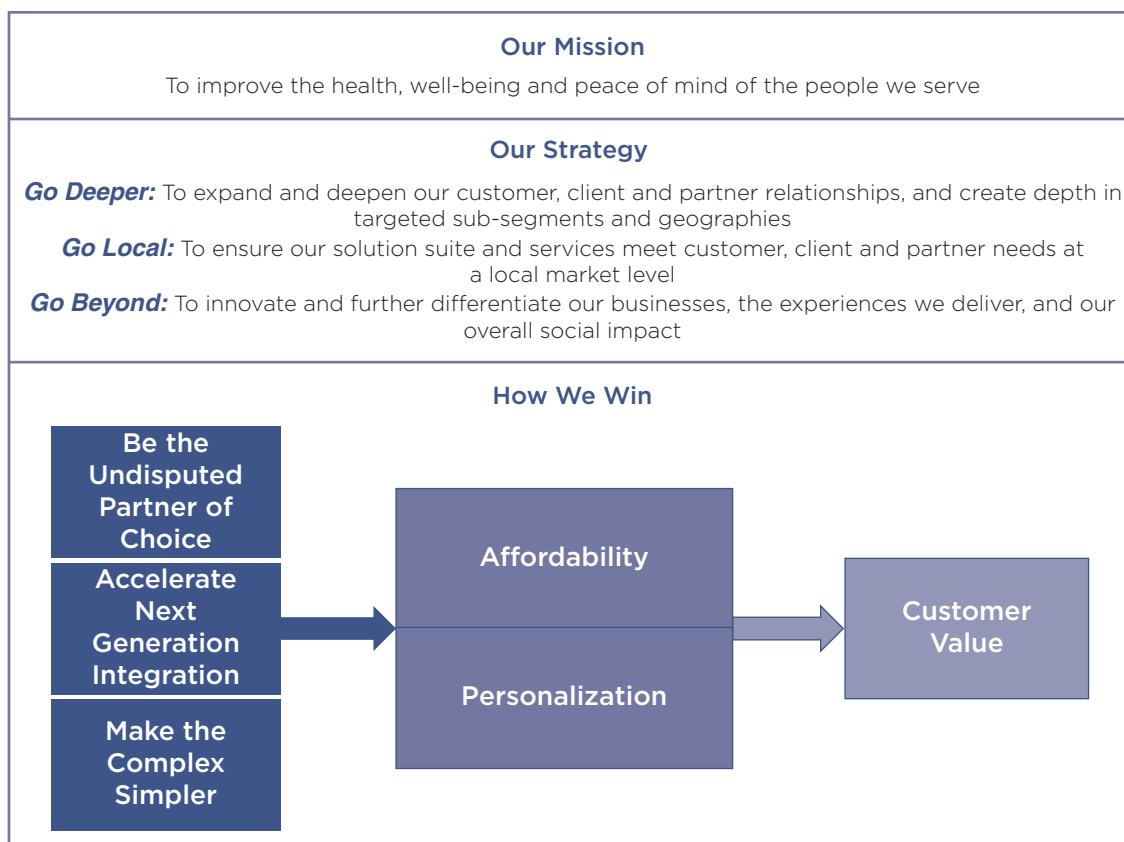 Our Mission
To improve the health, well-being and peace of mind of the people we serve
Our Strategy
Go Deeper: To expand and deepen our customer, client and partner relationships, and create depth in
targeted sub-segments and geographies
Go Local: To ensure our solution suite and services meet customer, client and partner needs at
a local market level
Go Beyond: To innovate and further differentiate our businesses, the experiences we deliver, and our
overall social impact
How We Win
Be the
Undisputed
Partner of
Choice
Accelerate
Next
Generation
Integration
Make the
Complex
Simpler
Affordability
Personalization
Customer
Value